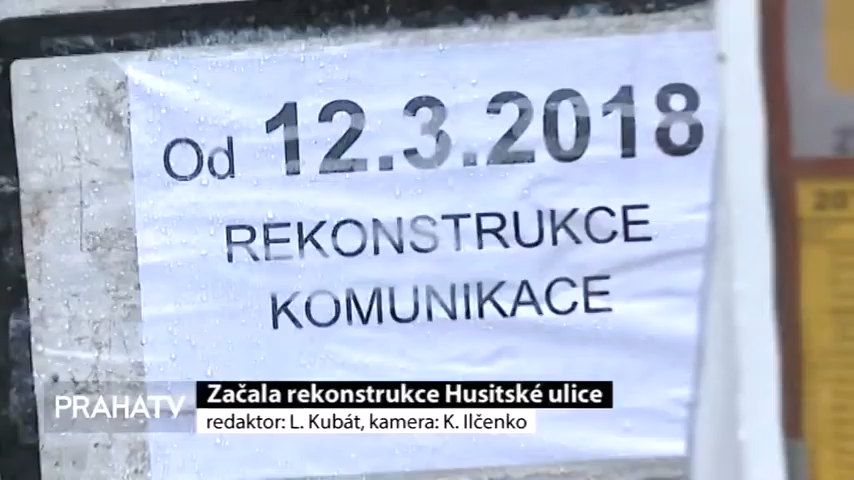 Od 12.3.2018
REKONSTRUKCE
KOMUNIKACE
PRAHATV
Začala rekonstrukce Husitské ulice
redaktor: L. Kubát, kamera: K. Ilčenko